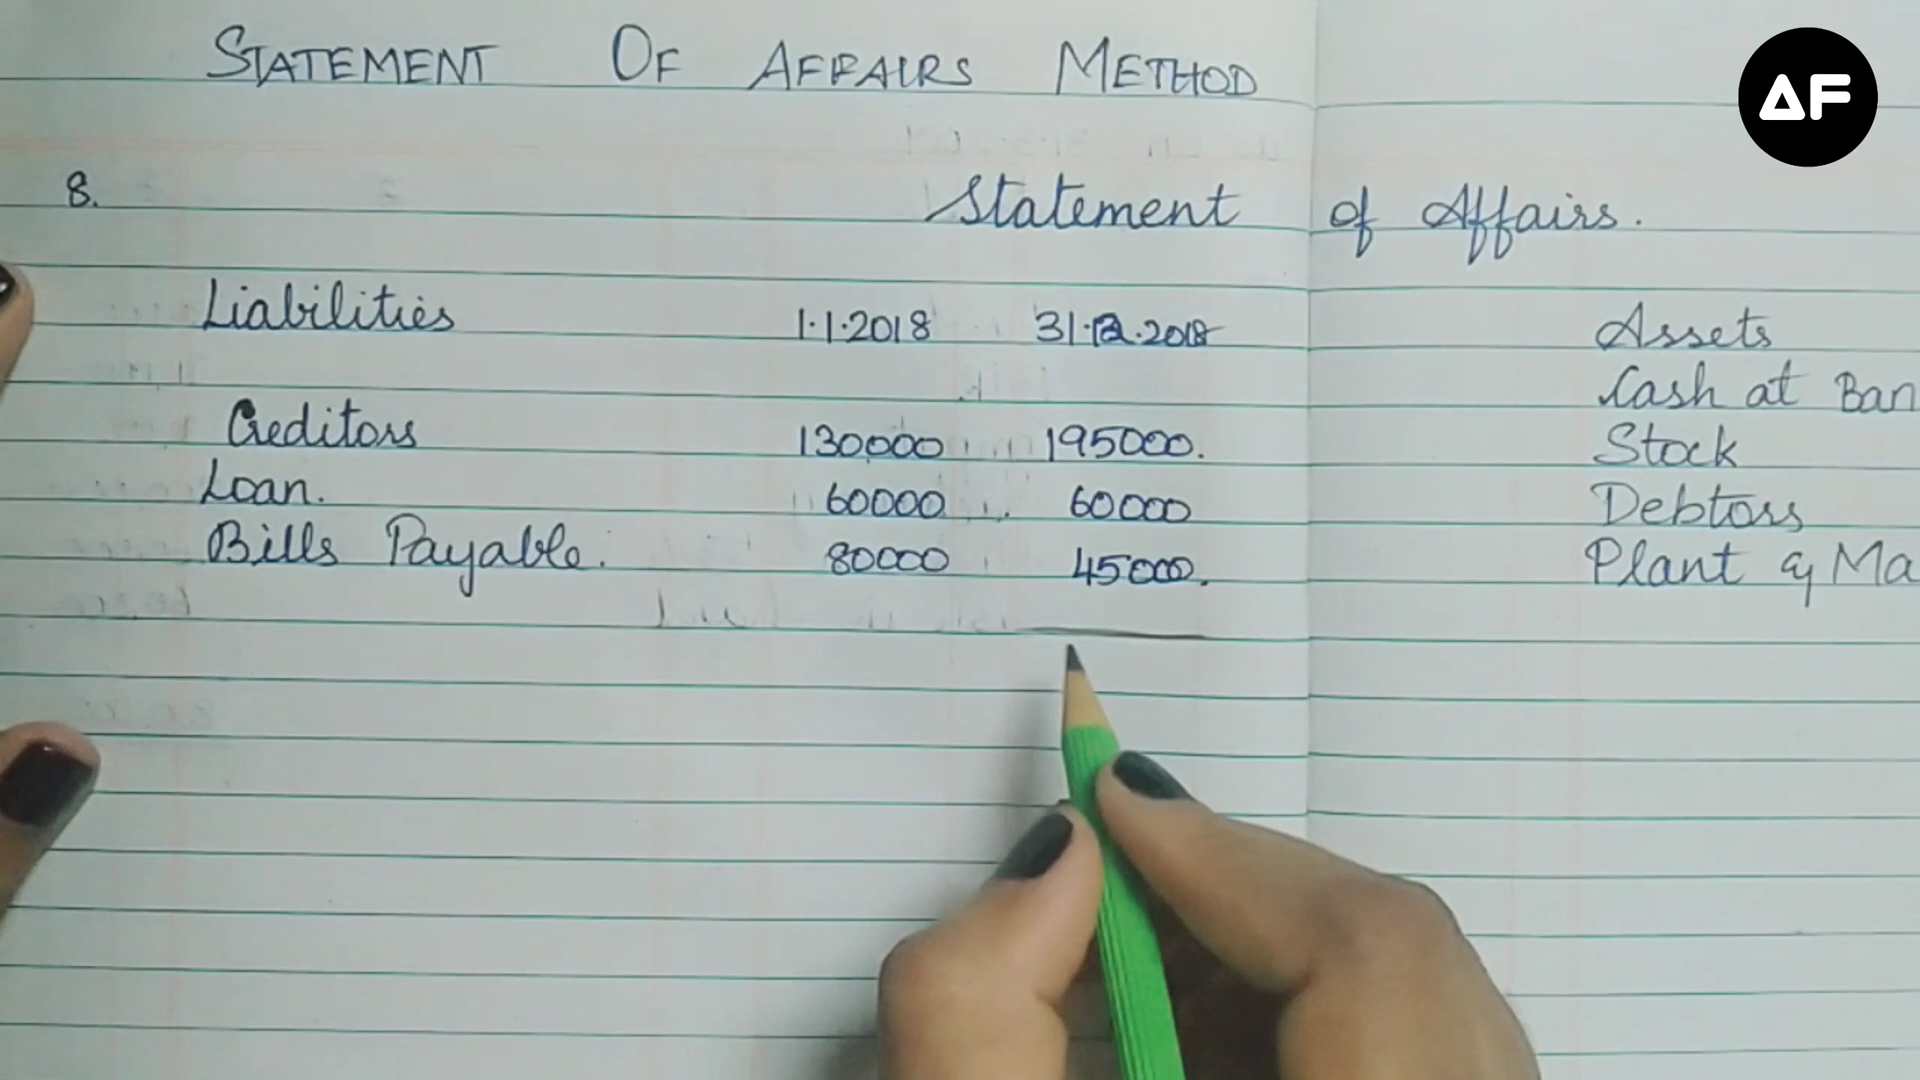 STATEMENT OF AFFAIRS METHOD
AF
8. Statement of Affairs.
Liabilities 1.1.2018 31.12.2018 Assets
Cash at Ban
Creditors 130000 195000. Stock
Loan. 60000 60000 Debtors
Bills Payable. 80000 45000. Plant & Ma